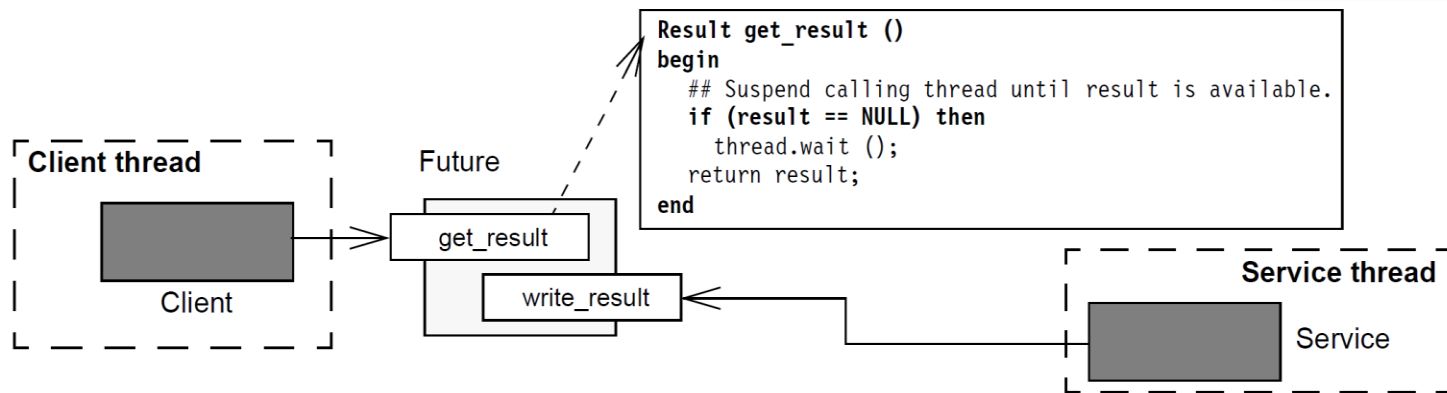 Result get_result ()
begin
## Suspend calling thread until result is available.
if (result == NULL) then
thread.wait ();
return result;
end
Client thread
Client
Future
get_result
write_result
Service thread
Service